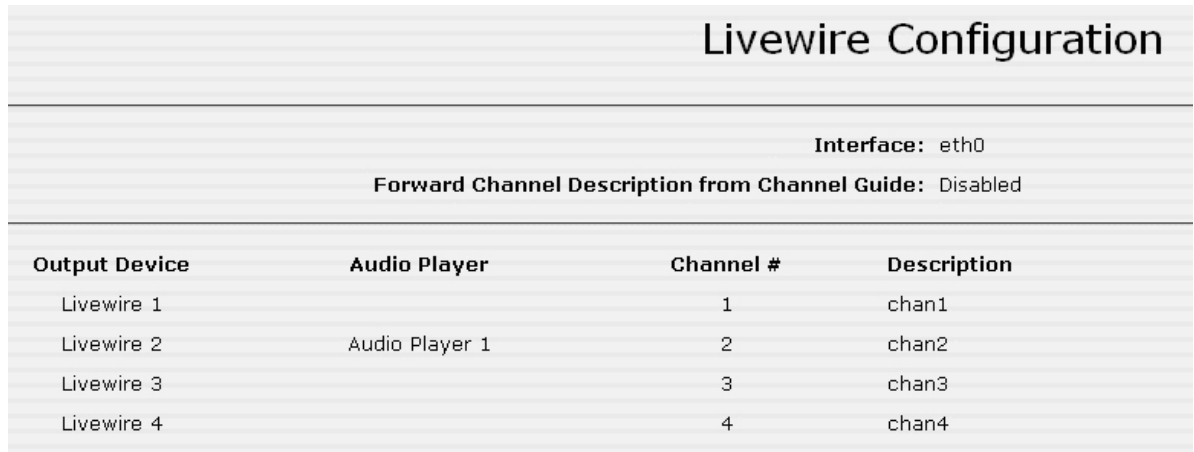 Livewire Configuration
Interface: eth0
Forward Channel Description from Channel Guide: Disabled
Output Device Audio Player Channel # Description
Livewire 1 1 chan1
Livewire 2 Audio Player 1 2 chan2
Livewire 3 3 chan3
Livewire 4 4 chan4